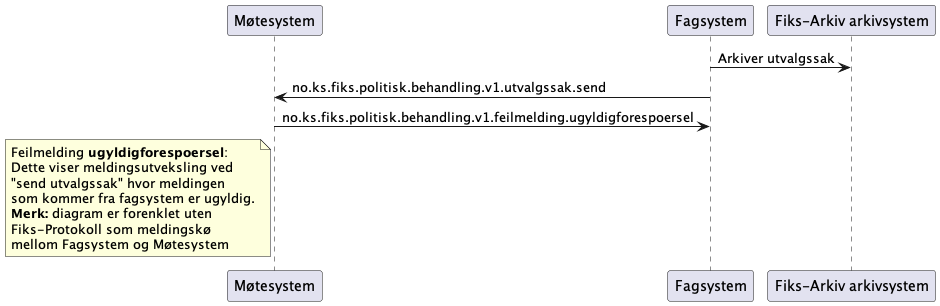 Møtesystem
Fagsystem
Fiks-Arkiv arkivsystem
Arkiver utvalgssak
no.ks.fiks.politisk.behandling.v1.utvalgssak.send
no.ks.fiks.politisk.behandling.v1.feilmelding.ugyldigforespoersel
Feilmelding ugyldigforespoersel:
Dette viser meldingsutveksling ved
"send utvalgssak" hvor meldingen
som kommer fra fagsystem er ugyldig.
Merk: diagram er forenklet uten
Fiks-Protokoll som meldingskø
mellom Fagsystem og Møtesystem
Møtesystem
Fagsystem
Fiks-Arkiv arkivsystem